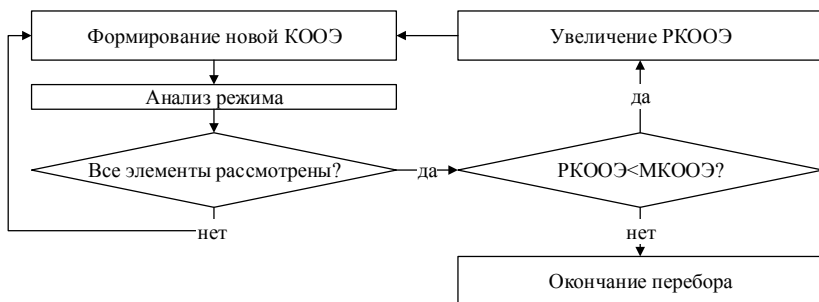 Формирование новой КООЭ
Увеличение РКООЭ
Анализ режима
да
Все элементы рассмотрены?
да
РКООЭ<МКООЭ?
нет
нет
Окончание перебора